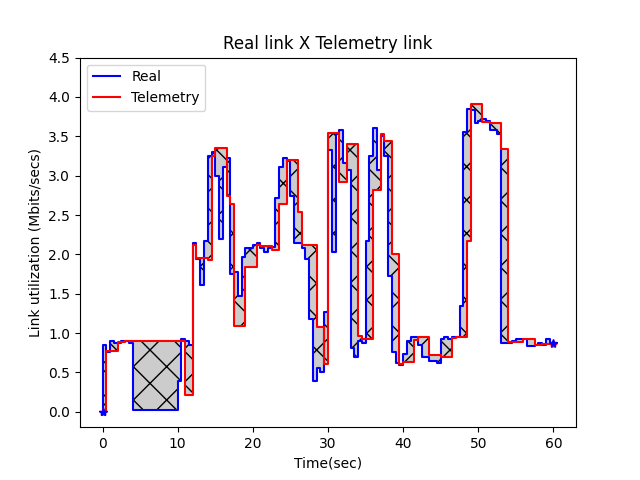 Real link X Telemetry link
Real
Telemetry
Link utilization (Mbits/secs)
4.5
4.0
3.5
3.0
2.5
2.0
1.5
1.0
0.5
0.0
0 10 20 30 40 50 60
Time(sec)